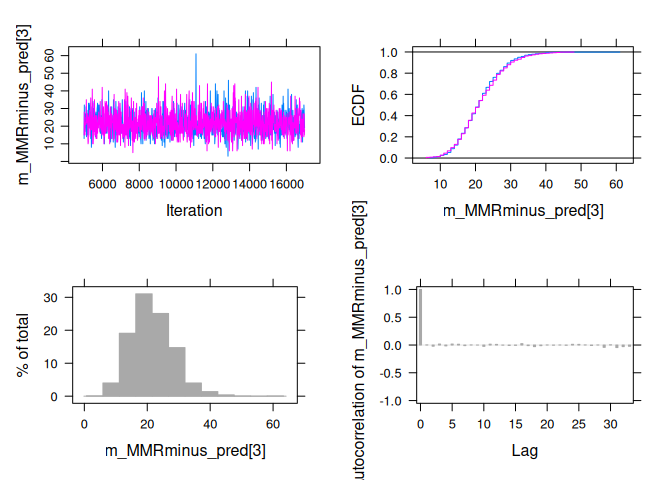 m_MMRminus_pred[3]
10 20 30 40 50 60
6000 8000 10000 12000 14000 16000
Iteration
ECDF
1.0
0.8
0.6
0.4
0.2
0.0
10 20 30 40 50 60
m_MMRminus_pred[3]
% of total
30
20
10
0
0 20 40 60
m_MMRminus_pred[3]
utocorrelation of m_MMRminus_pred[3]
1.0
0.5
0.0
-0.5
-1.0
0 5 10 15 20 25 30
Lag